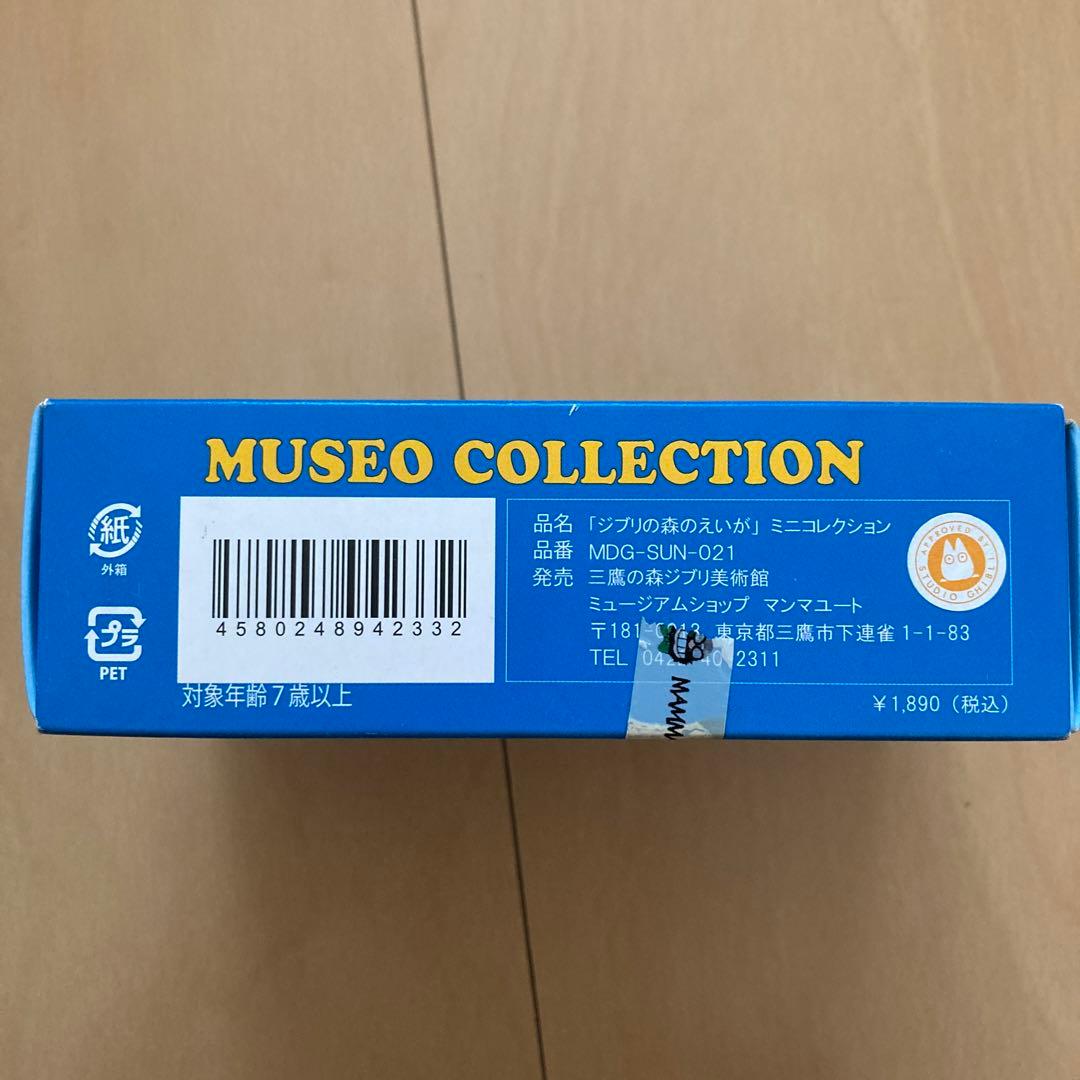 MUSEO COLLECTION
紙
外箱
プラ
PET
4580248942332
対象年齢7歳以上
品名 「ジブリの森のえいが」ミニコレクション
品番 MDG-SUN-021
発売 三鷹の森ジブリ美術館
ミュージアムショップ マンマユート
東京都三鷹市下連雀1-1-83
TEL 2311
¥1,890(税込)
APPROVED BY STUDIO GHIBLI